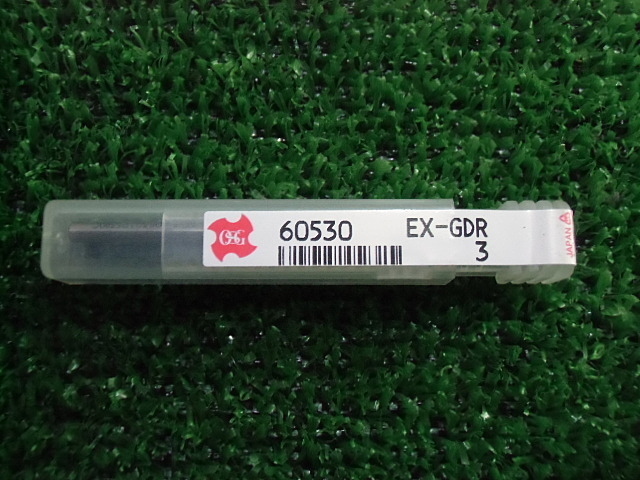 OSG
60530 EX-GDR
3
JAPAN A